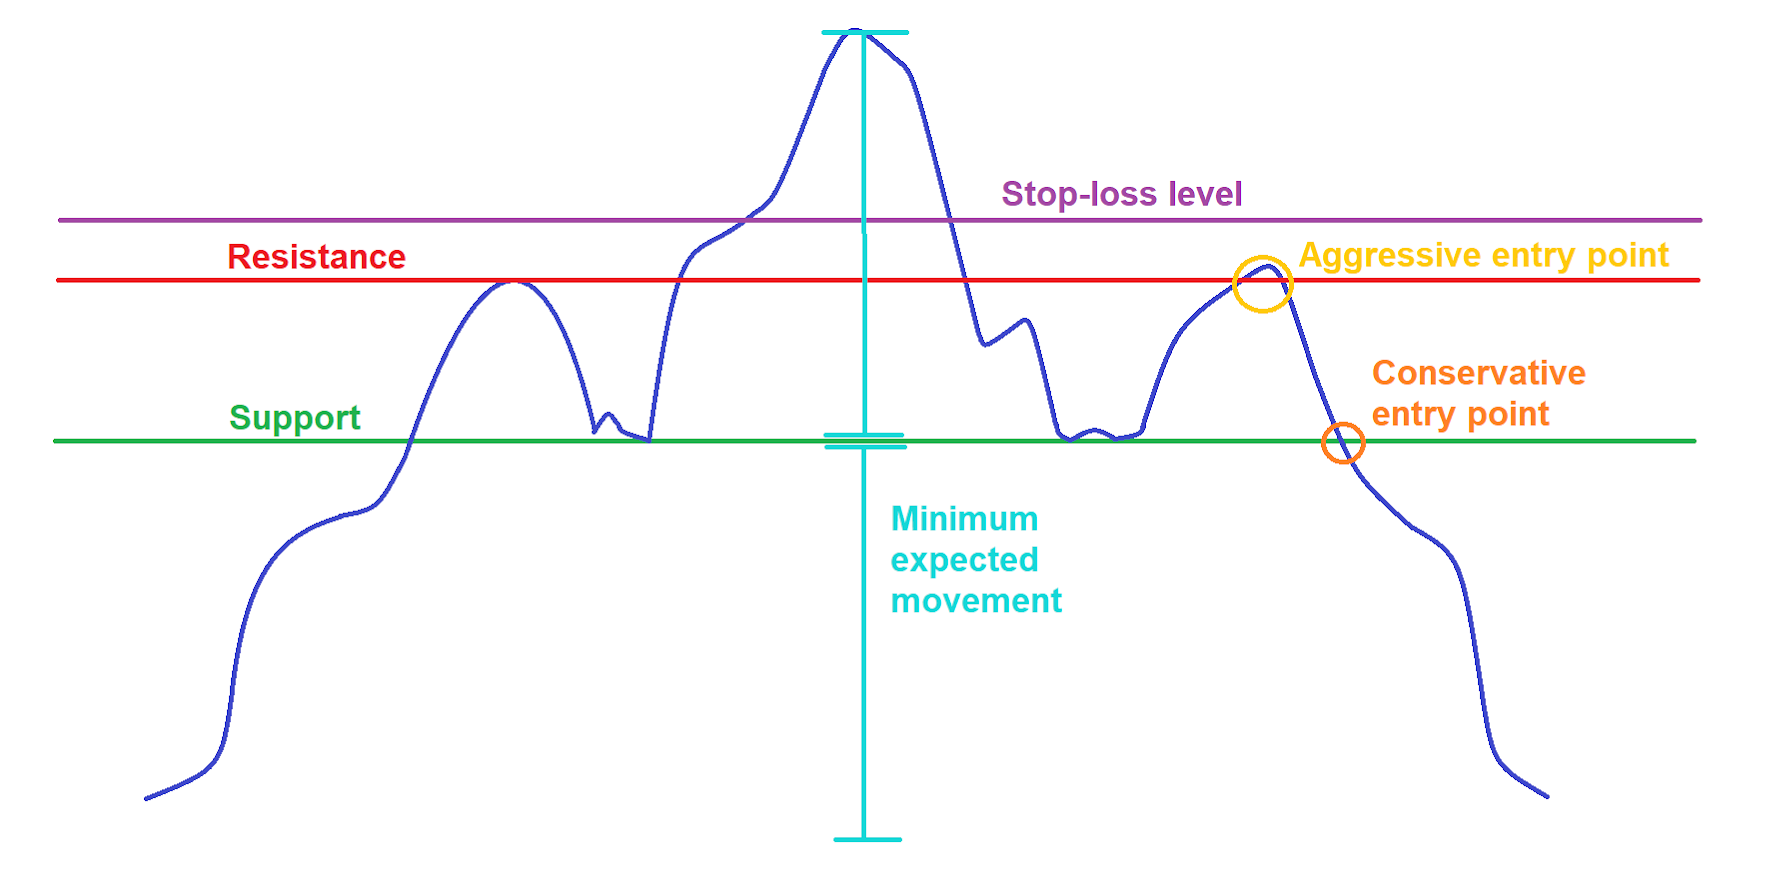 Stop-loss level
Resistance
Aggressive entry point
Conservative
entry point
Support
Minimum
expected
movement